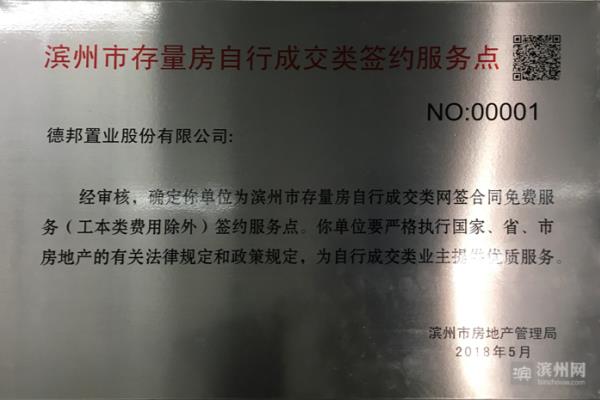 滨州市存量房自行成交类签约服务点
NO:00001
德邦置业股份有限公司:
经审核，确定你单位为滨州市存量房自行成交类网签合同免费服
务（工本类费用除外）签约服务点。你单位要严格执行国家、省、市
房地产的有关法律规定和政策规定，为自行成交类业主提供优质服务。
滨州市房地产管理局
2018年5月
滨州网